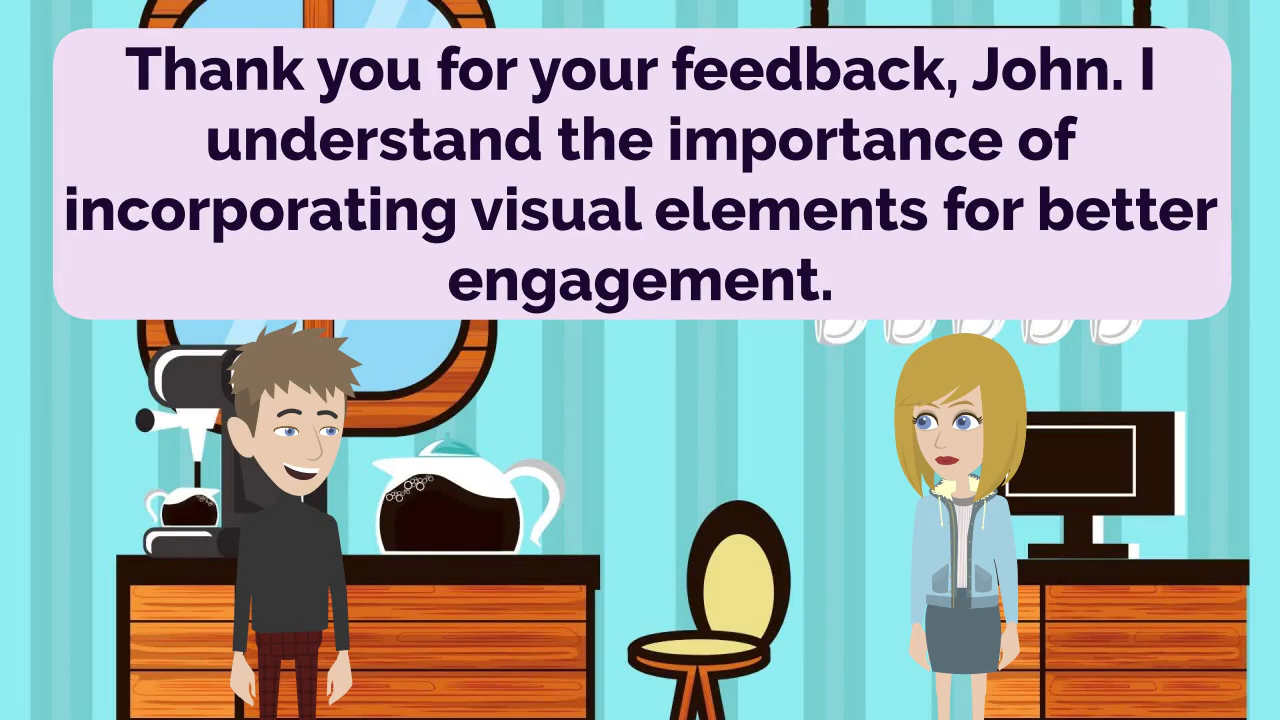 Thank you for your feedback, John. I
understand the importance of
incorporating visual elements for better
engagement.